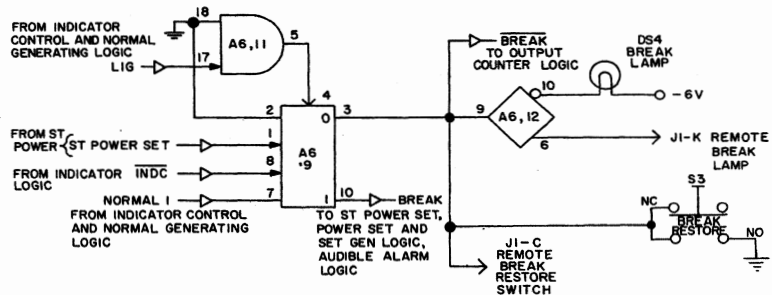 18
FROM INDICATOR
CONTROL AND NORMAL
GENERATING LOGIC
A6,11
5
17
LIG
4
2
3
0
FROM ST
POWER
ST POWER SET
1
A6
9
8
FROM INDICATOR
LOGIC
INDC
NORMAL 1
7
1
10
BREAK
FROM INDICATOR CONTROL
AND NORMAL GENERATING
LOGIC
TO ST POWER SET,
POWER SET AND
SET GEN LOGIC,
AUDIBLE ALARM
LOGIC
BREAK
TO OUTPUT
COUNTER LOGIC
DS4
BREAK
LAMP
10
-6V
9
A6,12
6
J1-K REMOTE
BREAK
LAMP
S3
NC
BREAK
RESTORE
NO
J1-C
REMOTE
BREAK
RESTORE
SWITCH